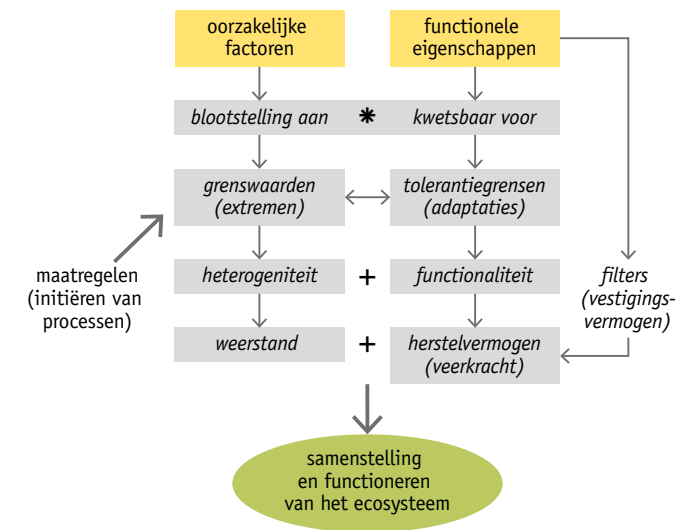 oorzakelijke
factoren
functionele
eigenschappen
blootstelling aan * kwetsbaar voor
grenswaarden
(extremen)
tolerantiegrenzen
(adaptaties)
maatregelen
(initiëren van
processen)
heterogeniteit + functionaliteit
filters
(vestigings-
vermogen)
weerstand + herstelvermogen
(veerkracht)
samenstelling
en functioneren
van het ecosysteem